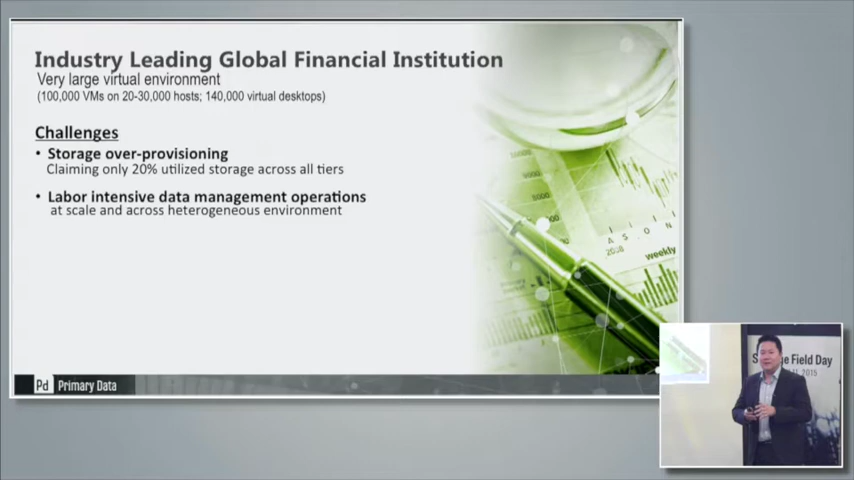 Industry Leading Global Financial Institution
Very large virtual environment
(100,000 VMs on 20-30,000 hosts; 140,000 virtual desktops)
Challenges
• Storage over-provisioning
Claiming only 20% utilized storage across all tiers
• Labor intensive data management operations
at scale and across heterogeneous environment
5000
A S O N
weekly
Pd Primary Data
Field Day
2015